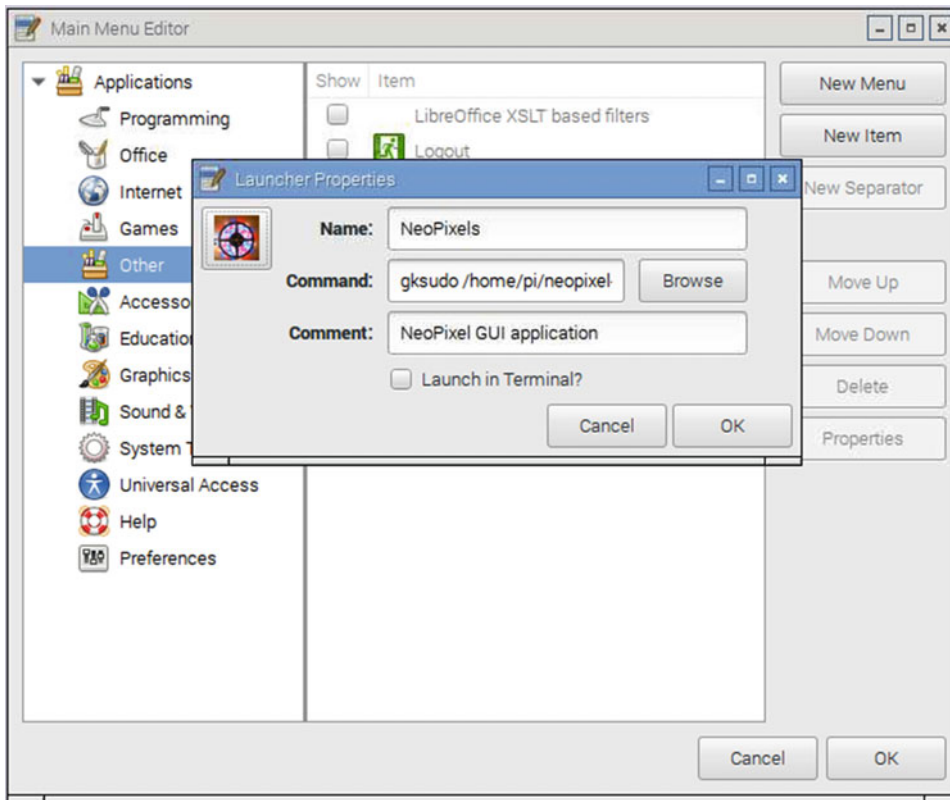 Main Menu Editor
Applications
Programming
Office
Internet
Games
Other
Accesso
Education
Graphics
Sound &
System T
Universal Access
Help
Preferences
Show Item
LibreOffice XSLT based filters
Logout
New Menu
New Item
New Separator
Move Up
Move Down
Delete
Properties
Launcher Properties
Name: NeoPixels
Command: gksudo /home/pi/neopixel- Browse
Comment: NeoPixel GUI application
Launch in Terminal?
Cancel OK
Cancel OK